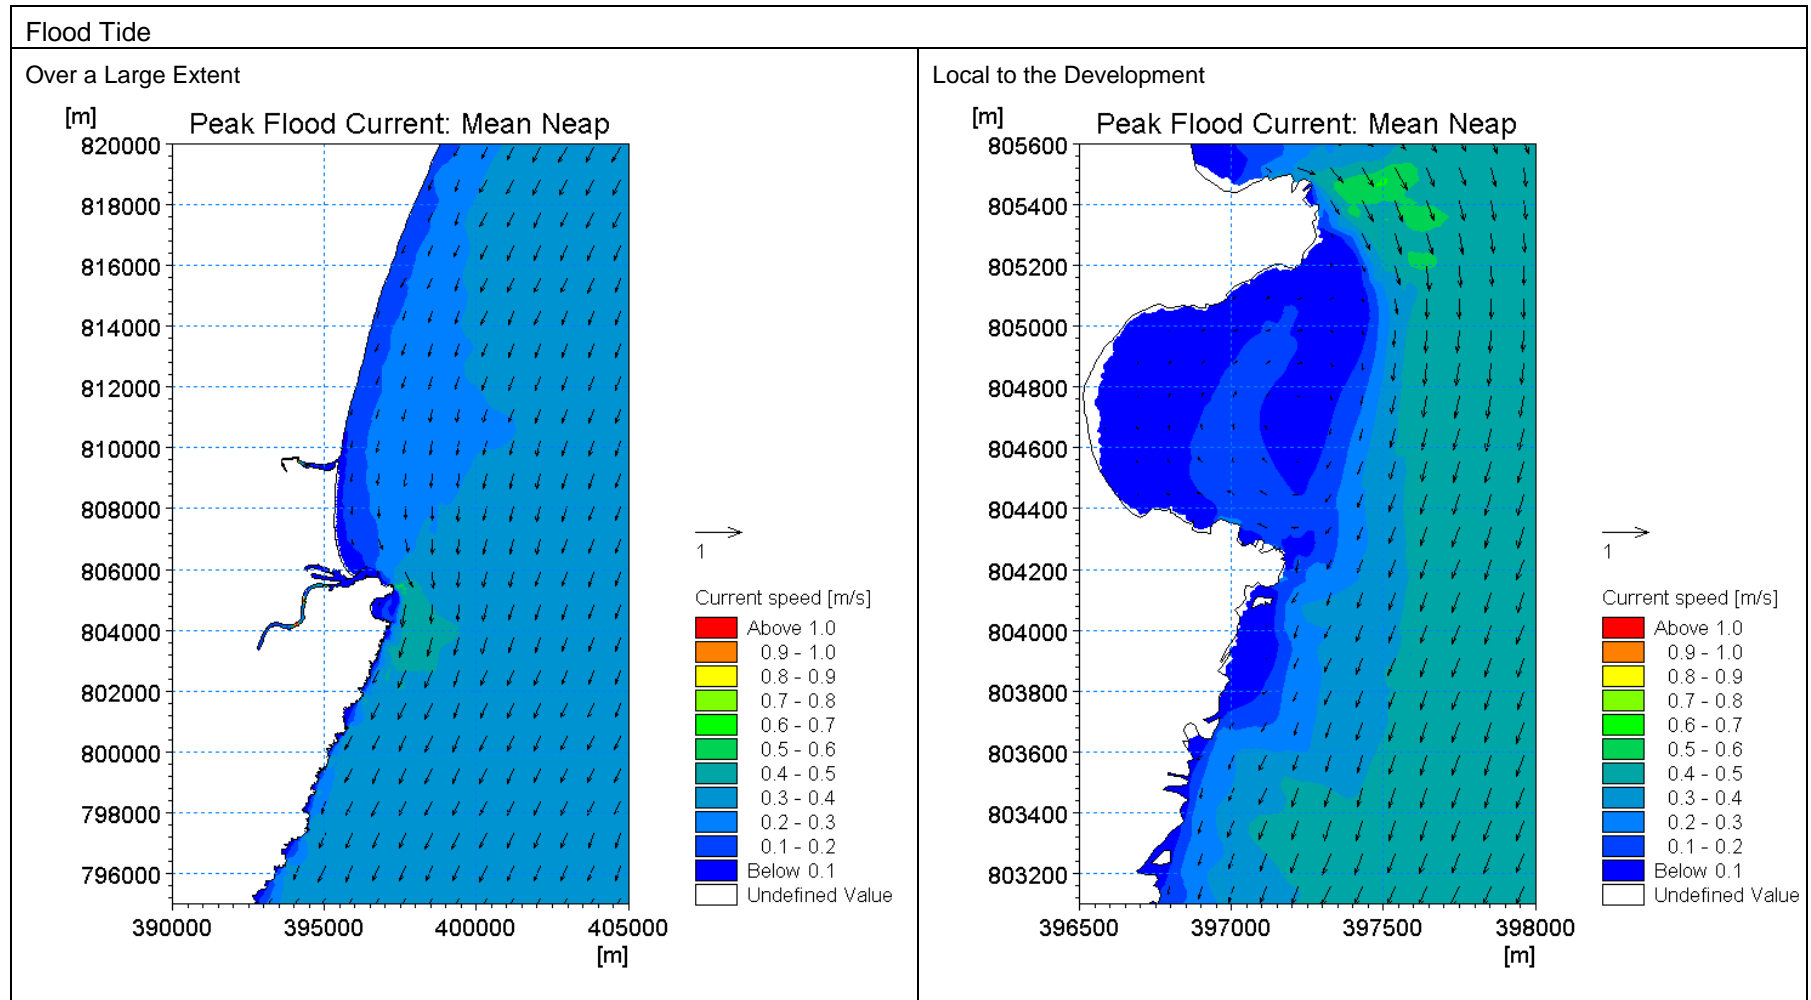 Flood Tide
Over a Large Extent
[m]
Peak Flood Current: Mean Neap
820000
818000
816000
814000
812000
810000
808000
806000
804000
802000
800000
798000
796000
390000 395000 400000 405000
[m]
1
Current speed [m/s]
Above 1.0
0.9 - 1.0
0.8 - 0.9
0.7 - 0.8
0.6 - 0.7
0.5 - 0.6
0.4 - 0.5
0.3 - 0.4
0.2 - 0.3
0.1 - 0.2
Below 0.1
Undefined Value
Local to the Development
[m]
Peak Flood Current: Mean Neap
805600
805400
805200
805000
804800
804600
804400
804200
804000
803800
803600
803400
803200
396500 397000 397500 398000
[m]
1
Current speed [m/s]
Above 1.0
0.9 - 1.0
0.8 - 0.9
0.7 - 0.8
0.6 - 0.7
0.5 - 0.6
0.4 - 0.5
0.3 - 0.4
0.2 - 0.3
0.1 - 0.2
Below 0.1
Undefined Value